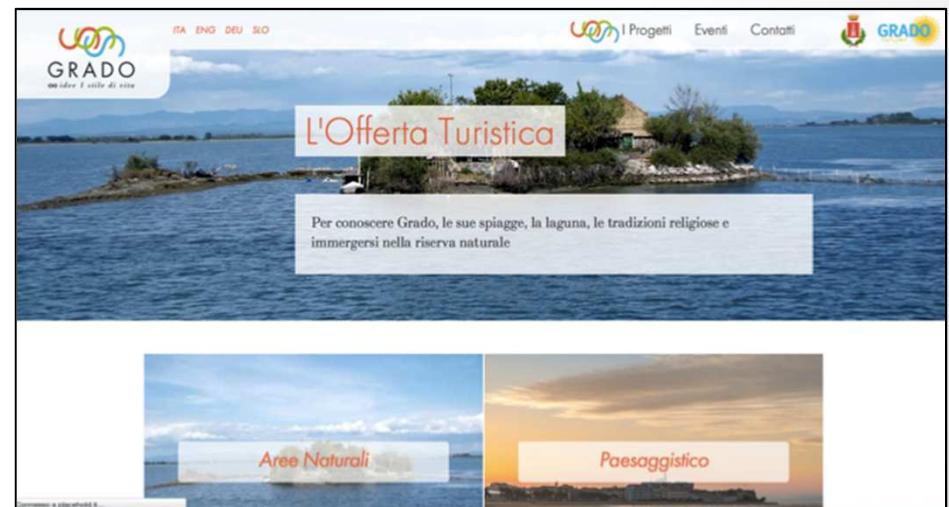 ITA ENG DEU SLO
I Progetti Eventi Contatti
GRADO
GRADO
∞ idee 1 stile di vita
L'Offerta Turistica
Per conoscere Grado, le sue spiagge, la laguna, le tradizioni religiose e
immergersi nella riserva naturale
Aree Naturali
Paesaggistico